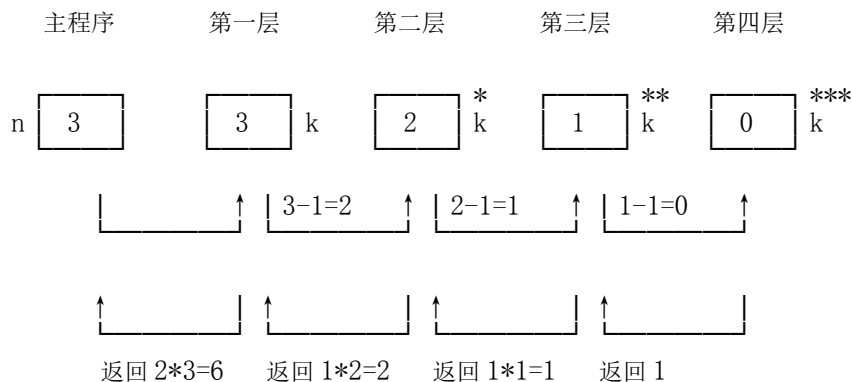 主程序 第一层 第二层 第三层 第四层
* ** ***
n 3 3 k 2 k 1 k 0 k
3-1=2 2-1=1 1-1=0
返回 2*3=6 返回 1*2=2 返回 1*1=1 返回 1